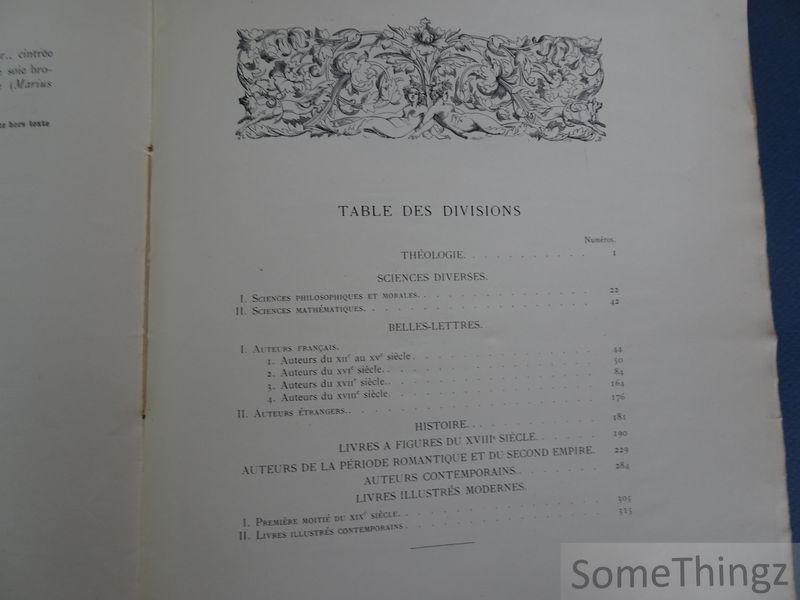 r., cintrée
soie bro-
(Marius
te hors texte
TABLE DES DIVISIONS
Numéros.
THÉOLOGIE. . . . . . . . . . . 1
SCIENCES DIVERSES.
I. Sciences philosophiques et morales. . . . . . . . . . . 22
II. Sciences mathématiques. . . . . . . . . . . 42
BELLES-LETTRES.
I. Auteurs français.
1. Auteurs du XIIe au XVe siècle . . . . . . . . . . 44
2. Auteurs du XVIe siècle. . . . . . . . . . . 50
3. Auteurs du XVIIe siècle. . . . . . . . . . . 84
4. Auteurs du XVIIIe siècle . . . . . . . . . . 164
II. Auteurs étrangers. . . . . . . . . . . 176
HISTOIRE. . . . . . . . . . . 181
LIVRES A FIGURES DU XVIIIe SIÈCLE. . . . . . 190
AUTEURS DE LA PÉRIODE ROMANTIQUE ET DU SECOND EMPIRE. 229
AUTEURS CONTEMPORAINS. . . . . . . 284
LIVRES ILLUSTRÉS MODERNES.
I. Première moitié du XIXe siècle. . . . . . . . . . . 305
II. Livres illustrés contemporains . . . . . . . . . . 315
SomeThingz